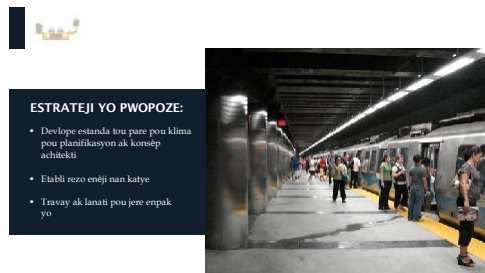 ESTRATEJI YO PWOPOZE:
• Devlope estanda tou pare pou klima
pou planifikasyon ak konsèp
achitekti
• Etabli rezo enèji nan katye
• Travay ak lanati pou jere enpak
yo